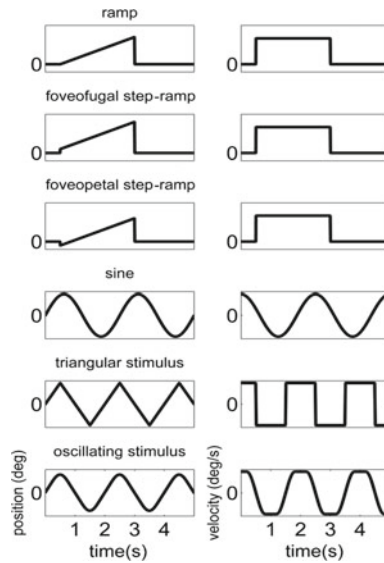 ramp
0
0
foveofugal step-ramp
0
0
foveopetal step-ramp
0
0
sine
0
0
triangular stimulus
0
0
oscillating stimulus
position (deg)
0
velocity (deg/s)
0
1 2 3 4
1 2 3 4
time(s)
time(s)